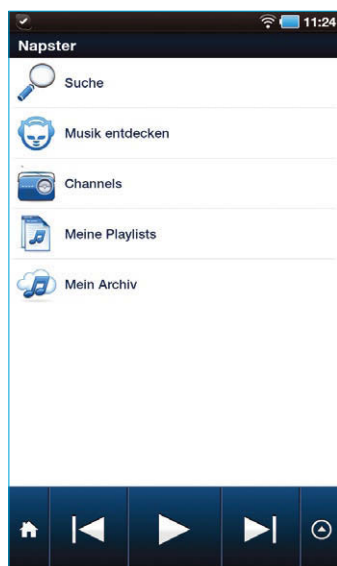 11:24
Napster
Suche
Musik entdecken
Channels
Meine Playlists
Mein Archiv